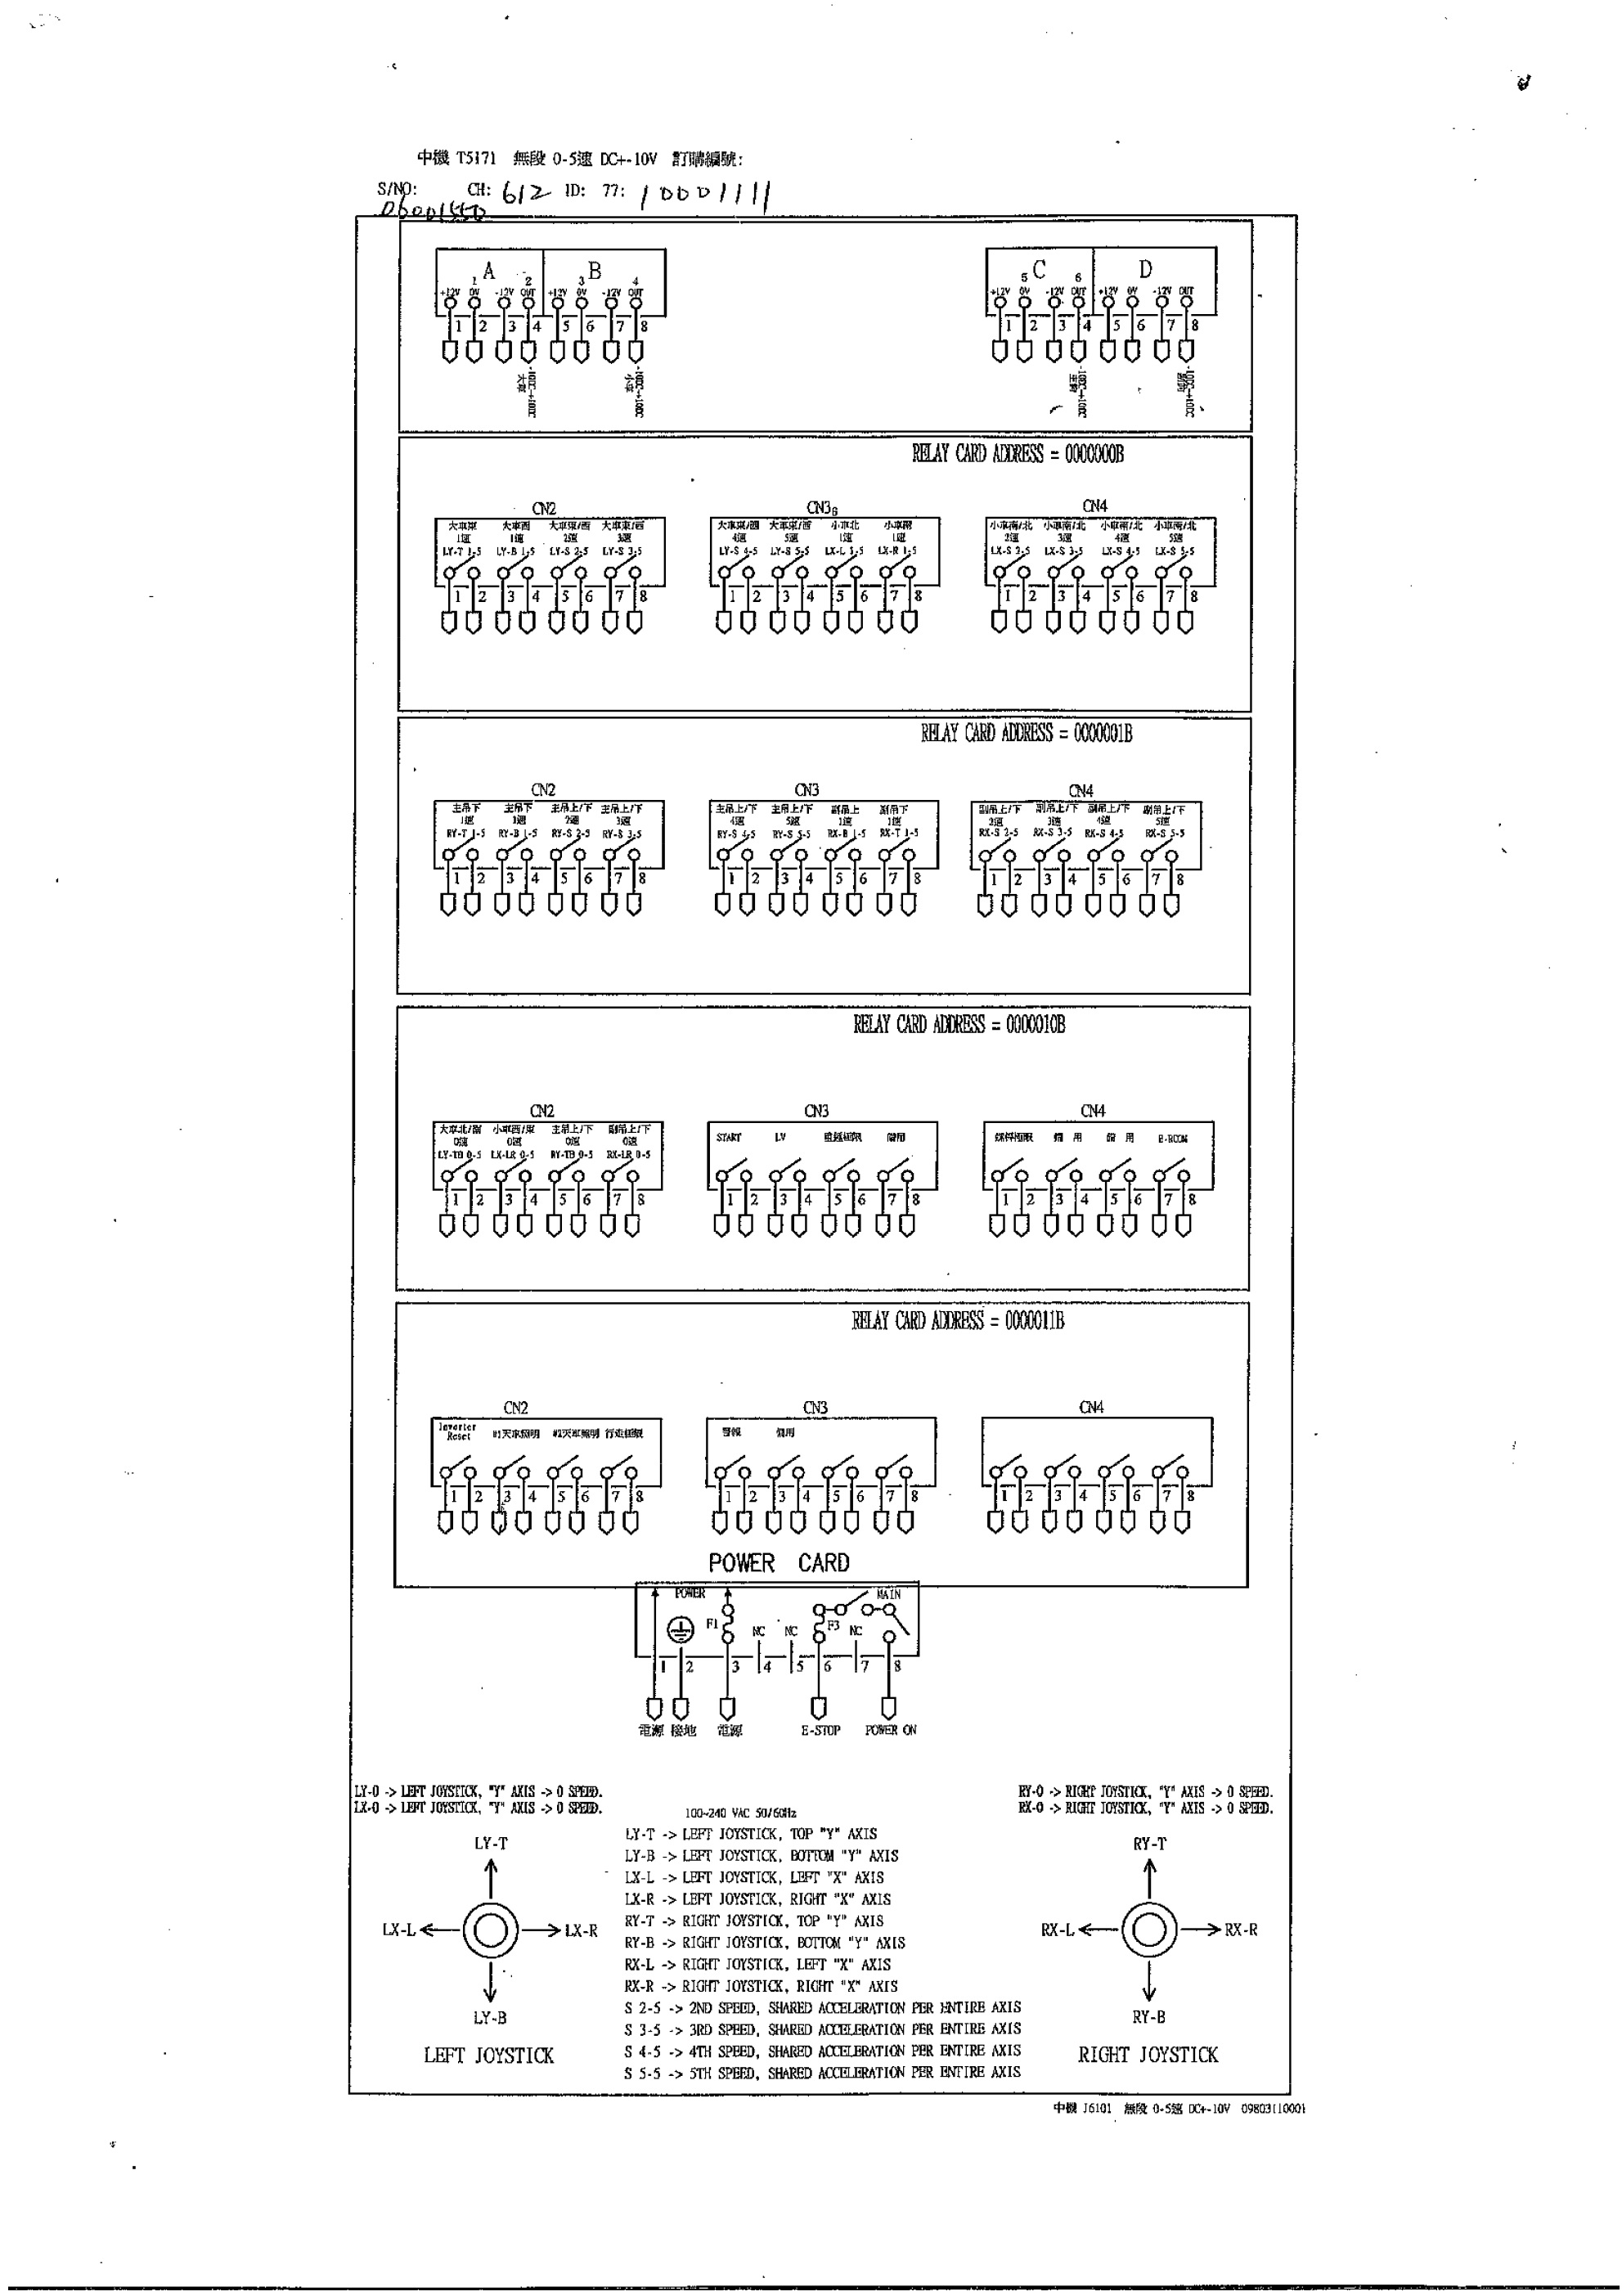 中機 T5171 無段 0-5速 DC+-10V 訂購編號:
S/NO: CH: 612 ID: 77: 10001111
A B
1 2 3 4
+12V 0V -12V OUT +12V 0V -12V OUT
1 2 3 4 5 6 7 8
大車 -10DC~+10DC
小車 -10DC~+10DC
C D
5 6
+12V 0V -12V OUT +12V 0V -12V OUT
1 2 3 4 5 6 7 8
-10DC~+10DC
-10DC~+10DC
RELAY CARD ADDRESS = 0000000B
CN2
大車東 大車西 大車東/西 大車東/西
1速 1速 2速 3速
LY-T 1-5 LY-B 1-5 LY-S 2-5 LY-S 3-5
1 2 3 4 5 6 7 8
CN3
大車東/西 大車東/西 小車北 小車南
4速 5速 1速 1速
LY-S 4-5 LY-S 5-5 LX-L 1-5 LX-R 1-5
1 2 3 4 5 6 7 8
CN4
小車南/北 小車南/北 小車南/北 小車南/北
2速 3速 4速 5速
LX-S 2-5 LX-S 3-5 LX-S 4-5 LX-S 5-5
1 2 3 4 5 6 7 8
RELAY CARD ADDRESS = 0000001B
CN2
主吊下 主吊下 主吊上/下 主吊上/下
1速 1速 2速 3速
RY-T 1-5 RY-B 1-5 RY-S 2-5 RY-S 3-5
1 2 3 4 5 6 7 8
CN3
主吊上/下 主吊上/下 副吊上 副吊下
4速 5速 1速 1速
RY-S 4-5 RY-S 5-5 RX-B 1-5 RX-T 1-5
1 2 3 4 5 6 7 8
CN4
副吊上/下 副吊上/下 副吊上/下 副吊上/下
2速 3速 4速 5速
RX-S 2-5 RX-S 3-5 RX-S 4-5 RX-S 5-5
1 2 3 4 5 6 7 8
RELAY CARD ADDRESS = 0000010B
CN2
大車北/南 小車西/東 主吊上/下 副吊上/下
0速 0速 0速 0速
LY-TB 0-5 LX-LR 0-5 RY-TB 0-5 RX-LR 0-5
1 2 3 4 5 6 7 8
CN3
START 備用
1 2 3 4 5 6 7 8
CN4
備 用 備 用 E-ROOM
1 2 3 4 5 6 7 8
RELAY CARD ADDRESS = 0000011B
CN2
Inverter
Reset #1天車照明 #2天車照明 行走極限
1 2 3 4 5 6 7 8
CN3
警報 備用
1 2 3 4 5 6 7 8
CN4
1 2 3 4 5 6 7 8
POWER CARD
POWER MAIN
F1 NC NC F3 NC
1 2 3 4 5 6 7 8
電源 接地 電源 E-STOP POWER ON
LY-0 -> LEFT JOYSTICK, "Y" AXIS -> 0 SPEED.
LX-0 -> LEFT JOYSTICK, "Y" AXIS -> 0 SPEED.
RY-0 -> RIGHT JOYSTICK, "Y" AXIS -> 0 SPEED.
RX-0 -> RIGHT JOYSTICK, "Y" AXIS -> 0 SPEED.
100~240 VAC 50/60Hz
LY-T -> LEFT JOYSTICK, TOP "Y" AXIS
LY-B -> LEFT JOYSTICK, BOTTOM "Y" AXIS
LX-L -> LEFT JOYSTICK, LEFT "X" AXIS
LX-R -> LEFT JOYSTICK, RIGHT "X" AXIS
RY-T -> RIGHT JOYSTICK, TOP "Y" AXIS
RY-B -> RIGHT JOYSTICK, BOTTOM "Y" AXIS
RX-L -> RIGHT JOYSTICK, LEFT "X" AXIS
RX-R -> RIGHT JOYSTICK, RIGHT "X" AXIS
S 2-5 -> 2ND SPEED, SHARED ACCELERATION PER ENTIRE AXIS
S 3-5 -> 3RD SPEED, SHARED ACCELERATION PER ENTIRE AXIS
S 4-5 -> 4TH SPEED, SHARED ACCELERATION PER ENTIRE AXIS
S 5-5 -> 5TH SPEED, SHARED ACCELERATION PER ENTIRE AXIS
LY-T
LX-L LX-R
LY-B
LEFT JOYSTICK
RY-T
RX-L RX-R
RY-B
RIGHT JOYSTICK
中機 J6101 無段 0-5速 DC+-10V 09803110001